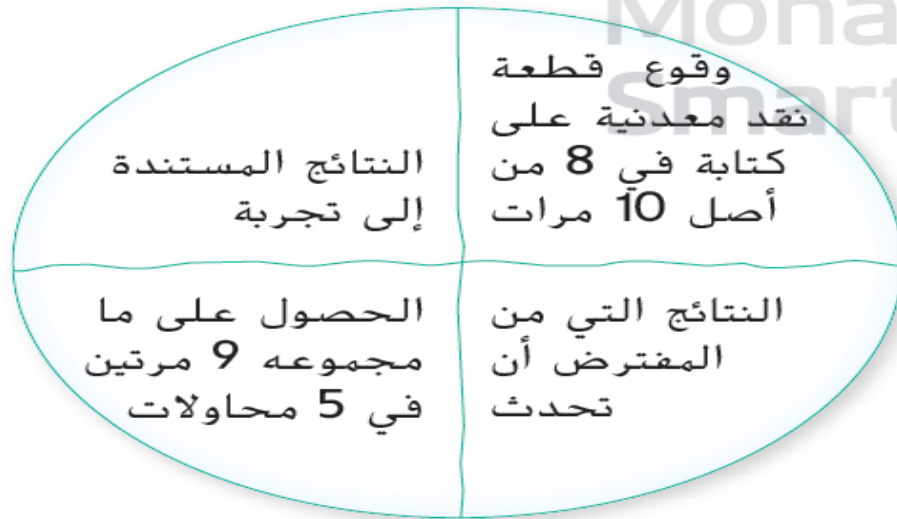 وقوع قطعة
نقد معدنية على
كتابة في 8 من
أصل 10 مرات
النتائج المستندة
إلى تجربة
النتائج التي من
المفترض أن
تحدث
الحصول على ما
مجموعه 9 مرتين
في 5 محاولات
Smart